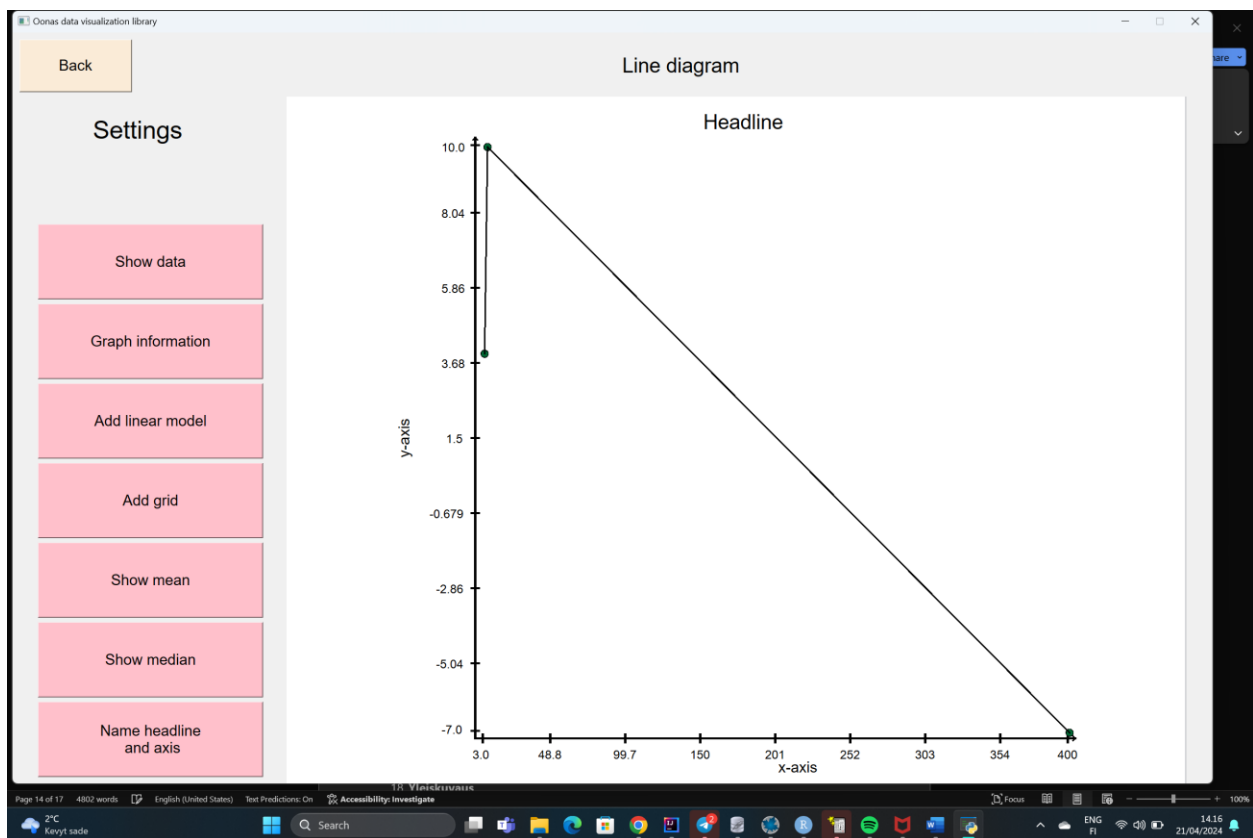 Oonas data visualization library
are
Back
Line diagram
Settings
Headline
Show data
Graph information
Add linear model
Add grid
Show mean
Show median
Name headline
and axis
10.0
8.04
5.86
3.68
1.5
-0.679
-2.86
-5.04
-7.0
y-axis
3.0 48.8 99.7 150 201 252 303 354 400
x-axis
18 Yleiskuvaus
Page 14 of 17 4802 words English (United States) Text Predictions: On Accessibility: Investigate Focus 100%
2°C
Kevyt sade
Search
2
ENG
FI
14.16
21/04/2024